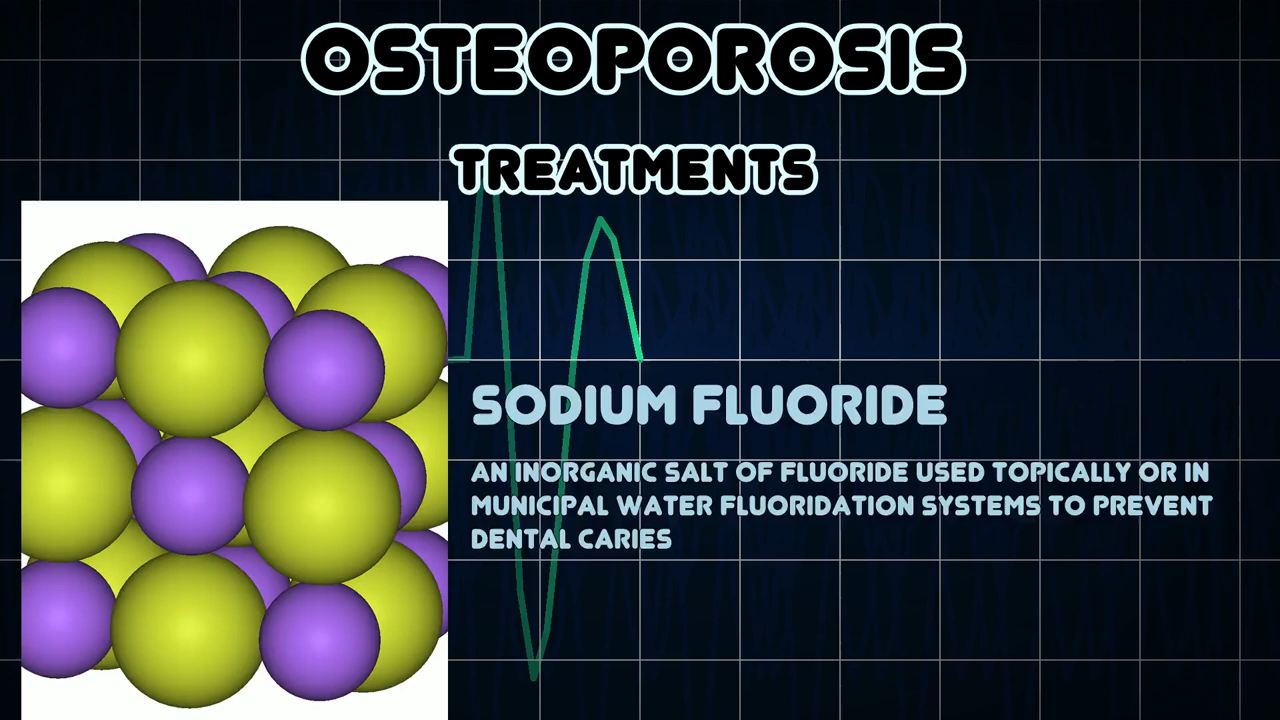 OSTEOPOROSIS
TREATMENTS
SODIUM FLUORIDE
AN INORGANIC SALT OF FLUORIDE USED TOPICALLY OR IN
MUNICIPAL WATER FLUORIDATION SYSTEMS TO PREVENT
DENTAL CARIES